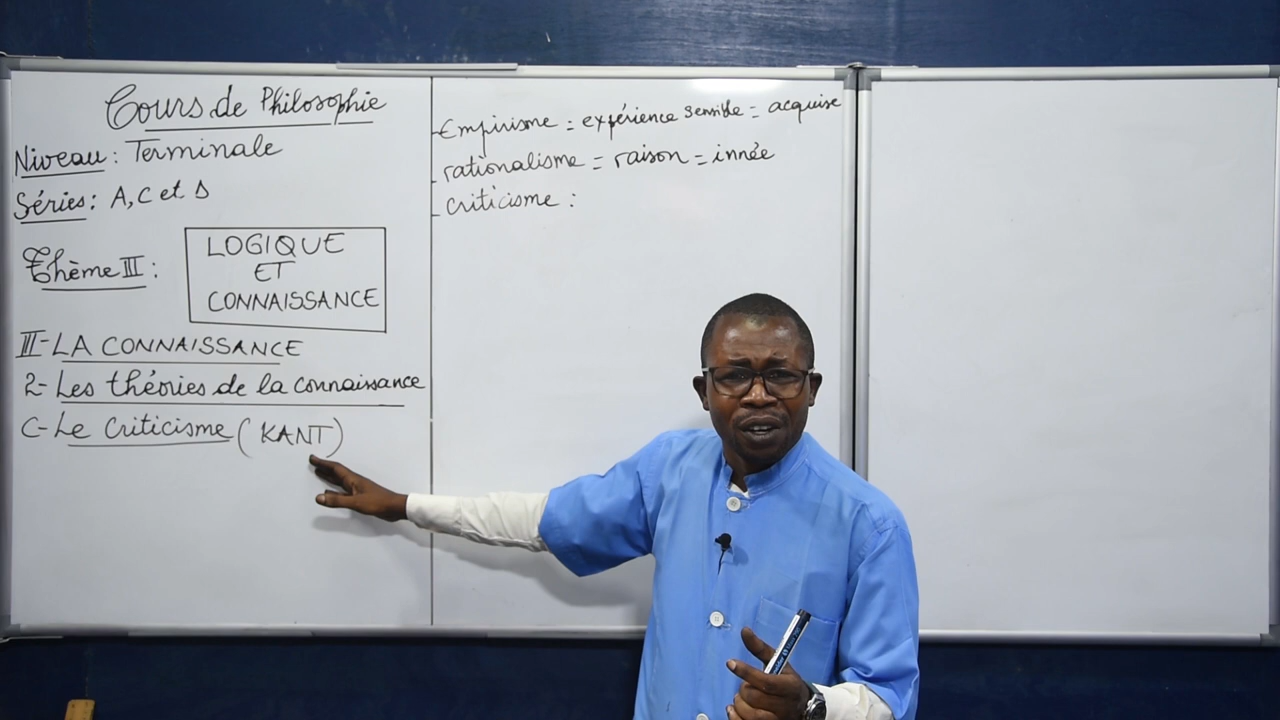 Cours de Philosophie
Niveau : Terminale
Séries : A, C et D
Thème III :
LOGIQUE
ET
CONNAISSANCE
II- LA CONNAISSANCE
2- Les théories de la connaissance
C- Le Criticisme (KANT)
- Empirisme = expérience sensible = acquise
- rationalisme = raison = innée
- criticisme :